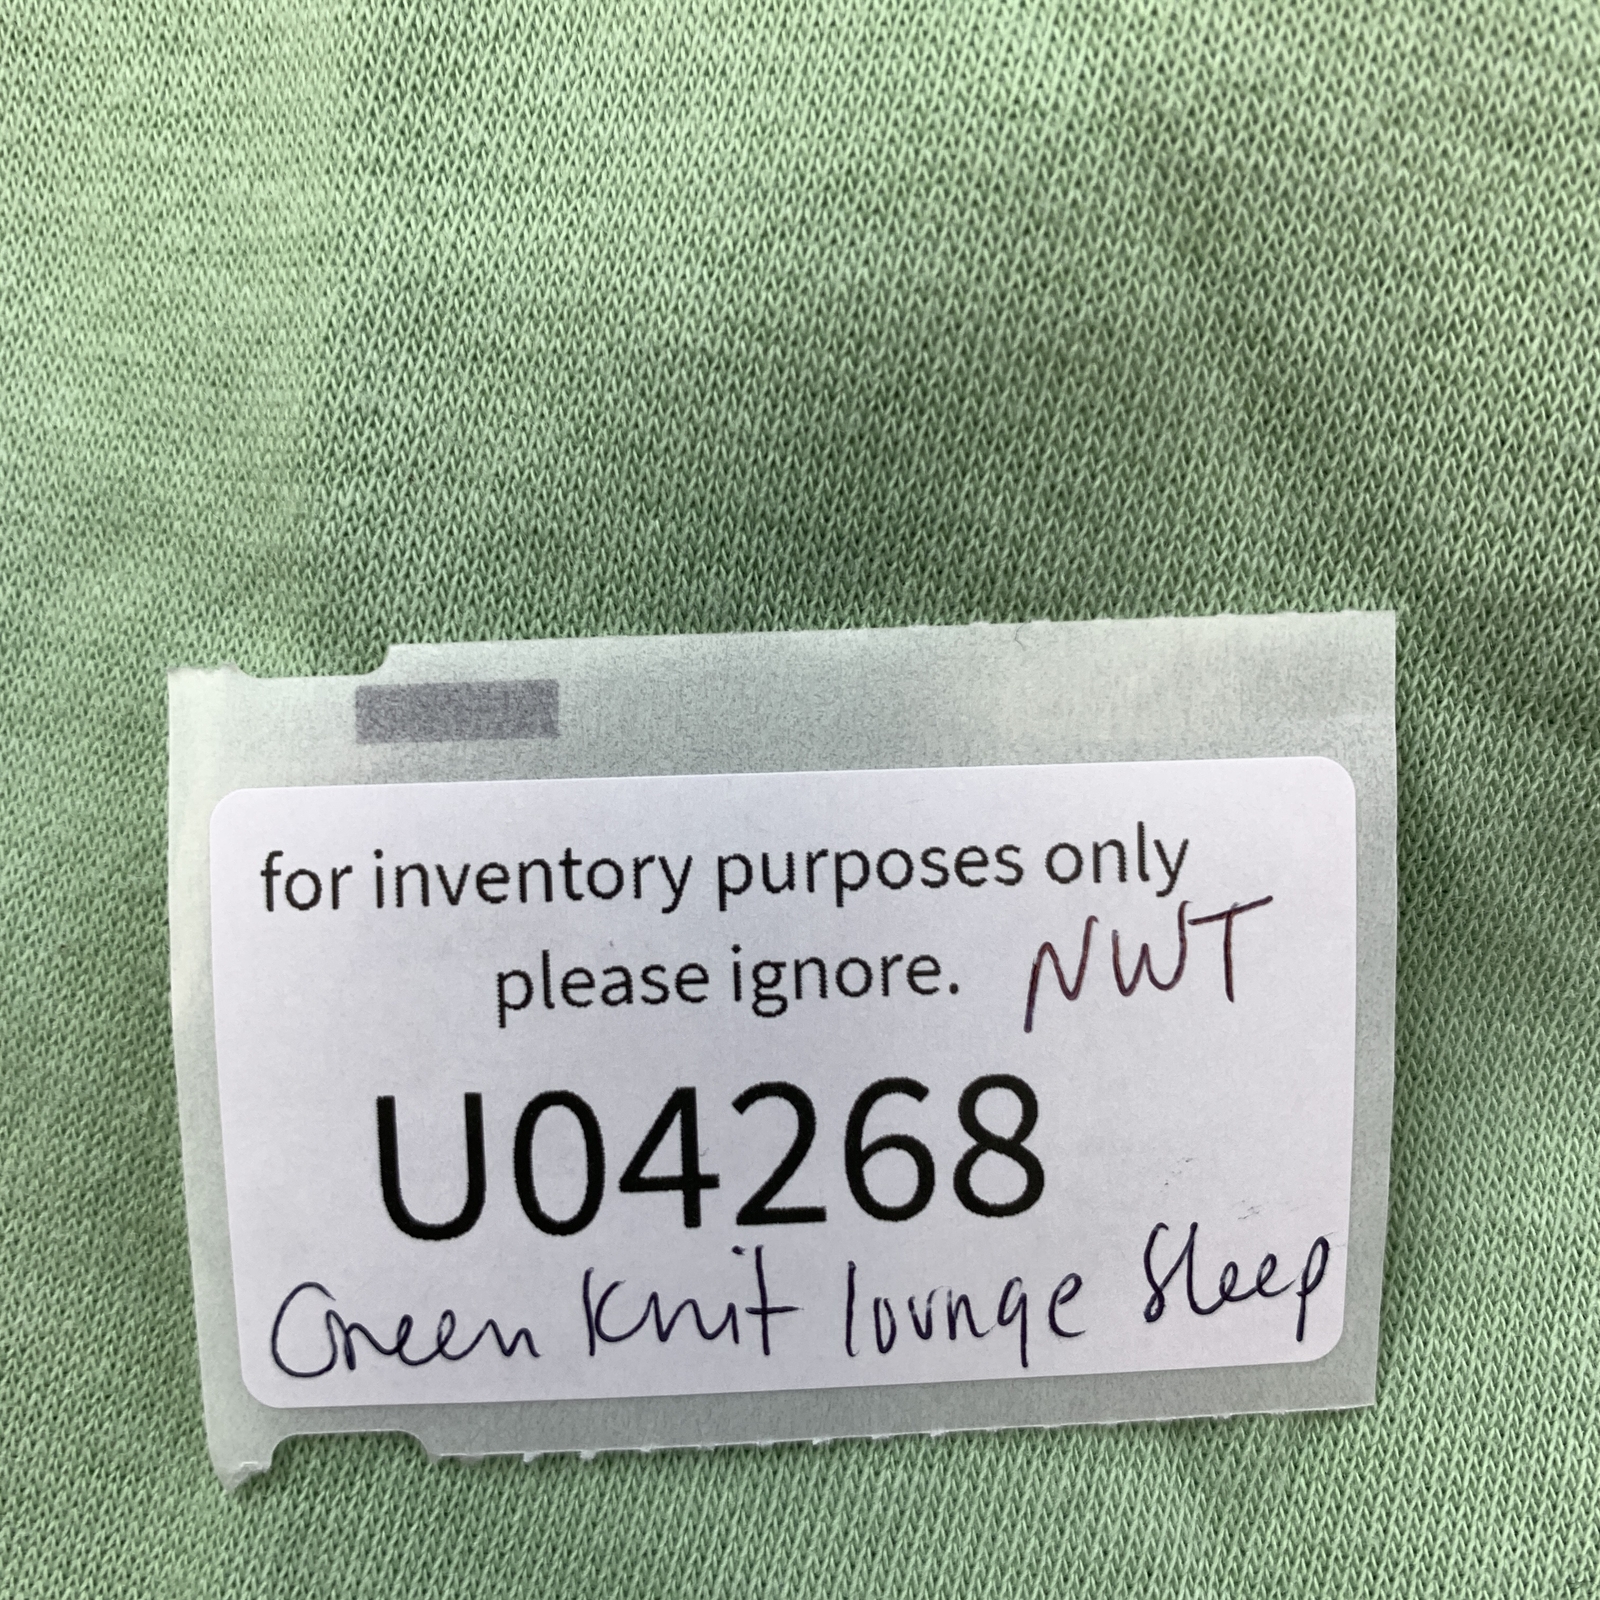 for inventory purposes only
please ignore. NWT
U04268
Green Knit lounge Sleep